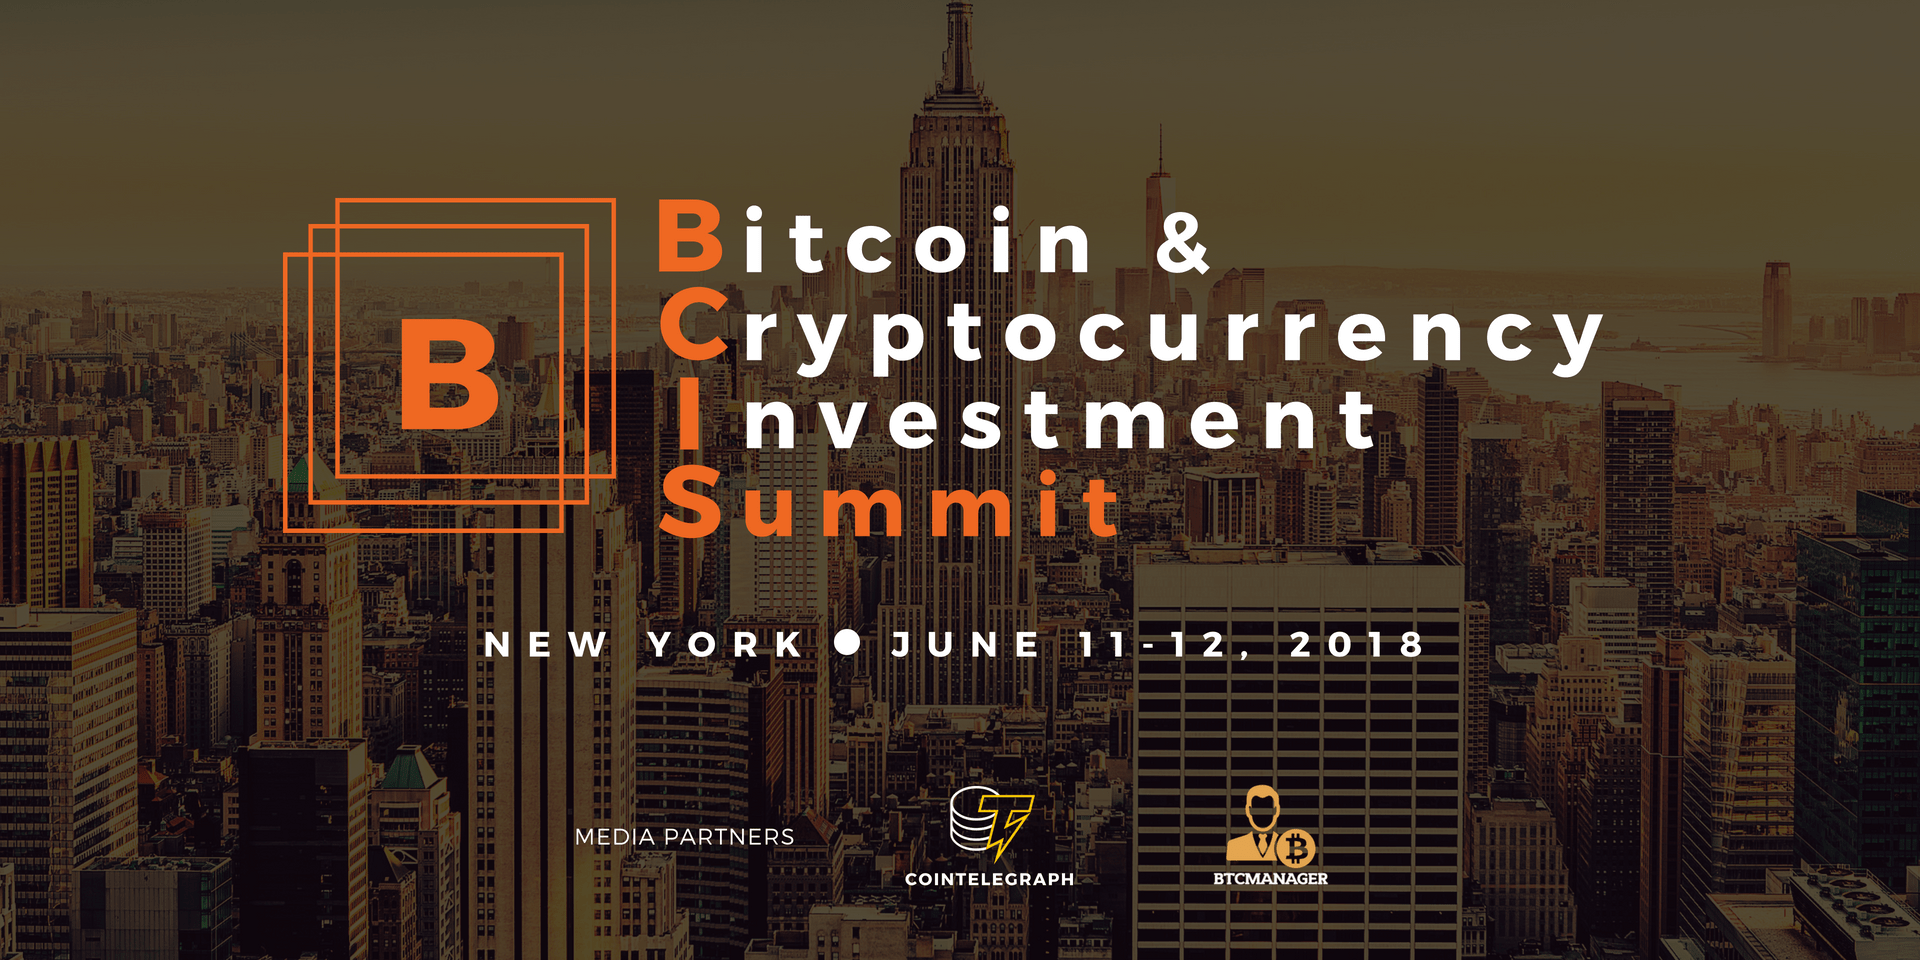 B
Bitcoin &
Cryptocurrency
Investment
Summit
NEW YORK ● JUNE 11-12, 2018
MEDIA PARTNERS
COINTELEGRAPH
BTCMANAGER